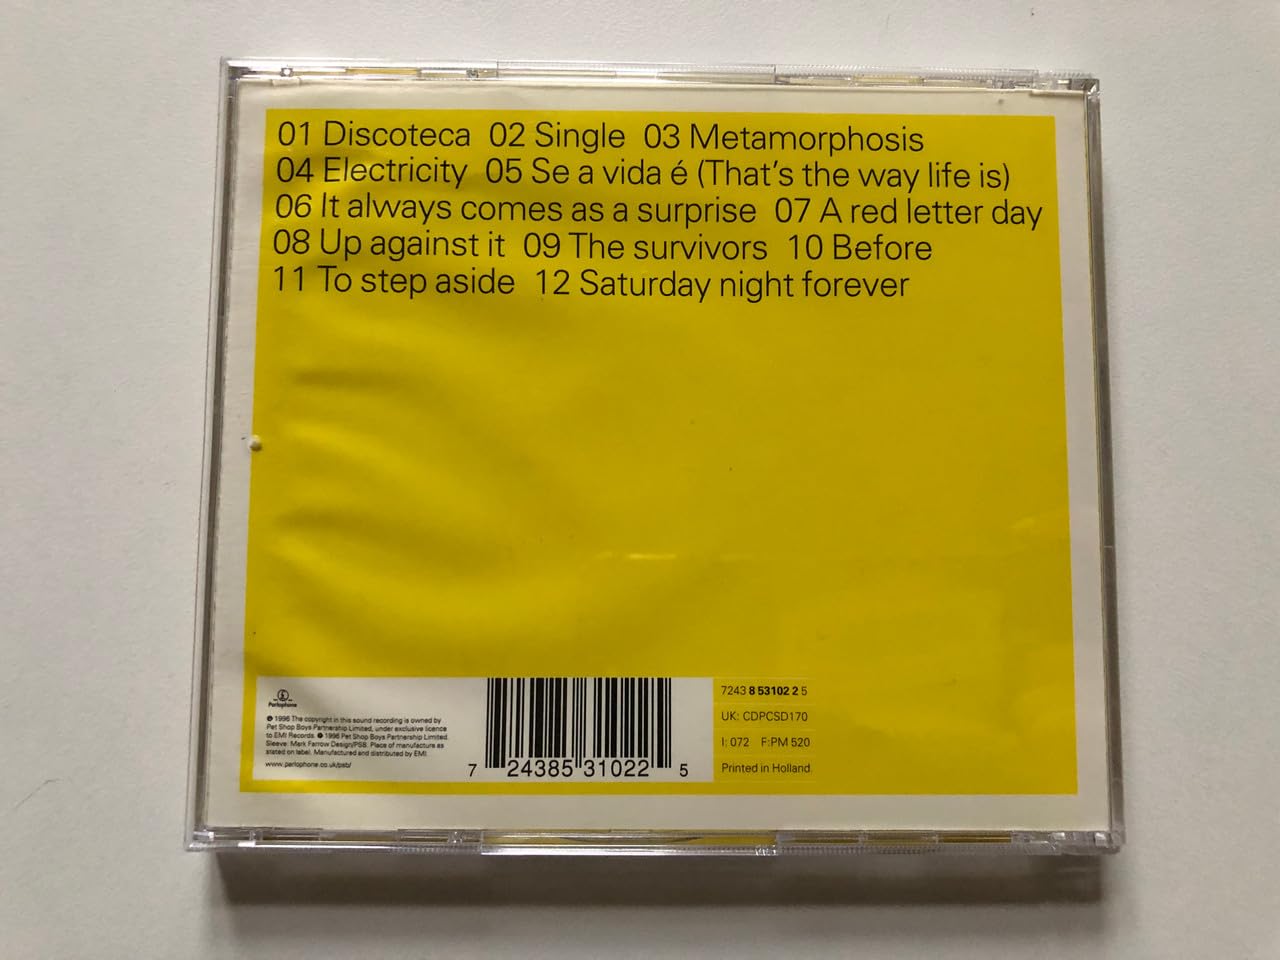 01 Discoteca 02 Single 03 Metamorphosis
04 Electricity 05 Se a vida é (That's the way life is)
06 It always comes as a surprise 07 A red letter day
08 Up against it 09 The survivors 10 Before
11 To step aside 12 Saturday night forever
Parlophone
℗ 1996 The copyright in this sound recording is owned by
Pet Shop Boys Partnership Limited, under exclusive licence
to EMI Records. © 1996 Pet Shop Boys Partnership Limited.
Sleeve: Mark Farrow Design/PSB. Place of manufacture as
stated on label. Manufactured and distributed by EMI.
www.parlophone.co.uk/psb/
7 24385 31022 5
7243 8 53102 2 5
UK: CDPCSD170
I: 072 F:PM 520
Printed in Holland